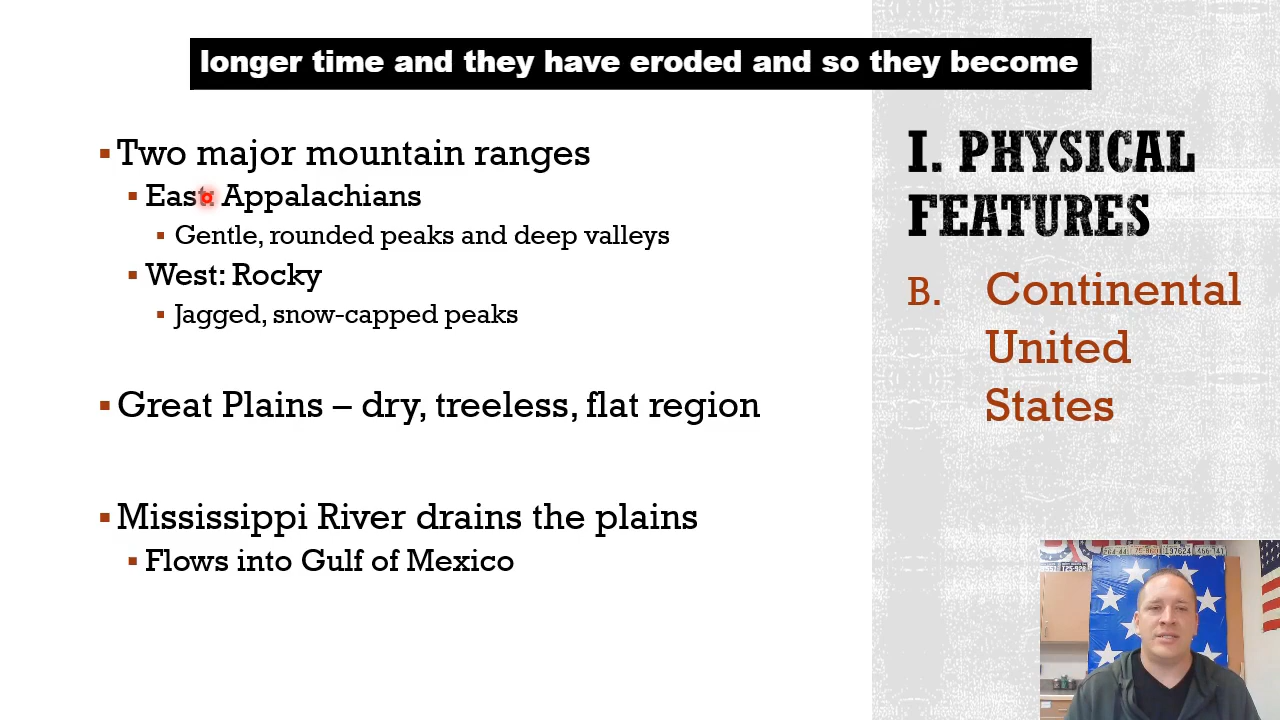 longer time and they have eroded and so they become
Two major mountain ranges
East: Appalachians
Gentle, rounded peaks and deep valleys
West: Rocky
Jagged, snow-capped peaks
Great Plains – dry, treeless, flat region
Mississippi River drains the plains
Flows into Gulf of Mexico
I. PHYSICAL
FEATURES
B. Continental
United
States